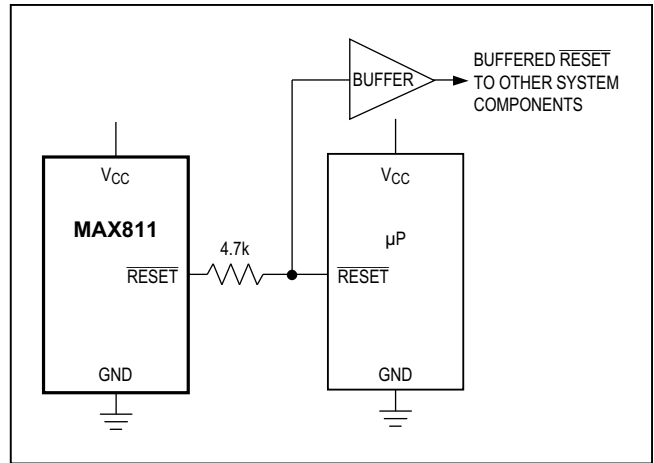 BUFFER
BUFFERED RESET
TO OTHER SYSTEM
COMPONENTS
VCC
VCC
MAX811
µP
4.7k
RESET
RESET
GND
GND